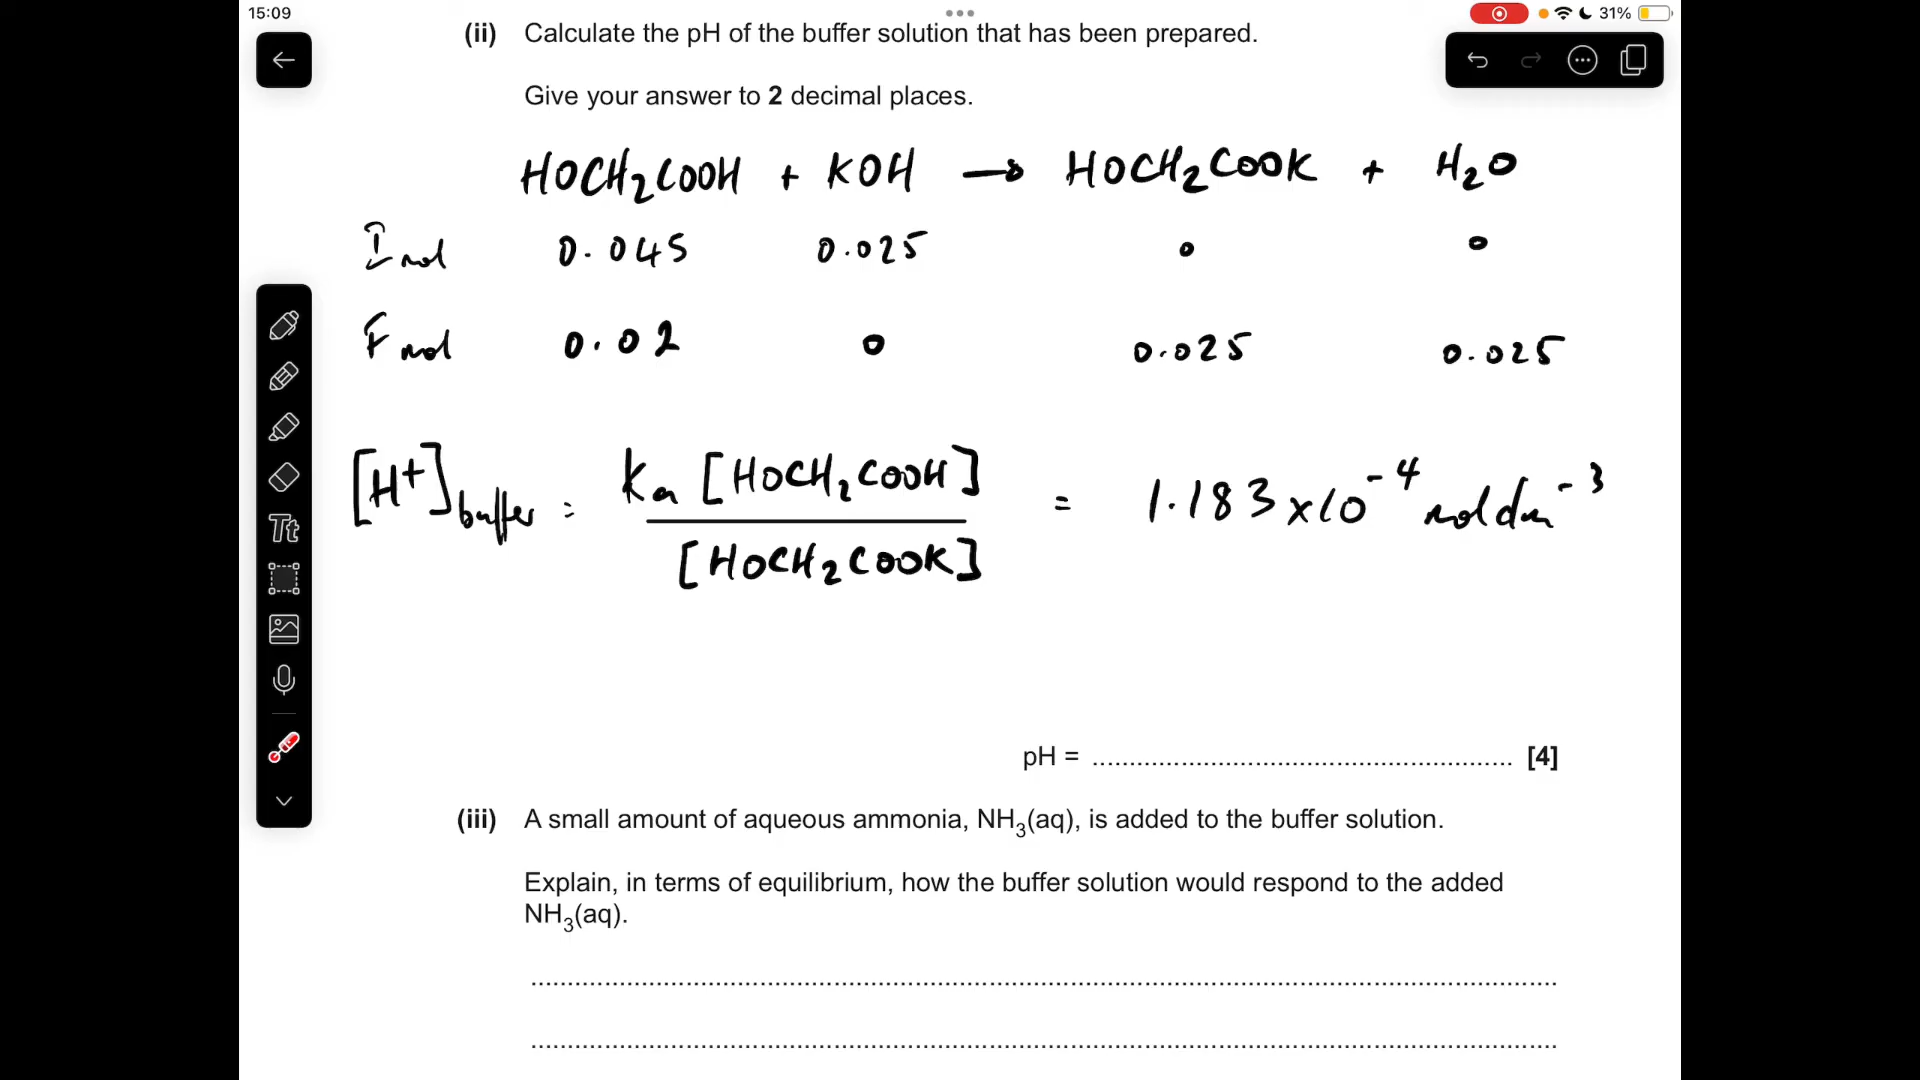 15:09
31%
(ii) Calculate the pH of the buffer solution that has been prepared.
Give your answer to 2 decimal places.
HOCH₂COOH + KOH → HOCH₂COOK + H₂O
I mol 0.045 0.025 0 0
F mol 0.02 0 0.025 0.025
[H⁺]buffer = Ka [HOCH₂COOH] / [HOCH₂COOK] = 1.183 x 10⁻⁴ mol dm⁻³
Tt
pH = ........................................................ [4]
(iii) A small amount of aqueous ammonia, NH₃(aq), is added to the buffer solution.
Explain, in terms of equilibrium, how the buffer solution would respond to the added
NH₃(aq).